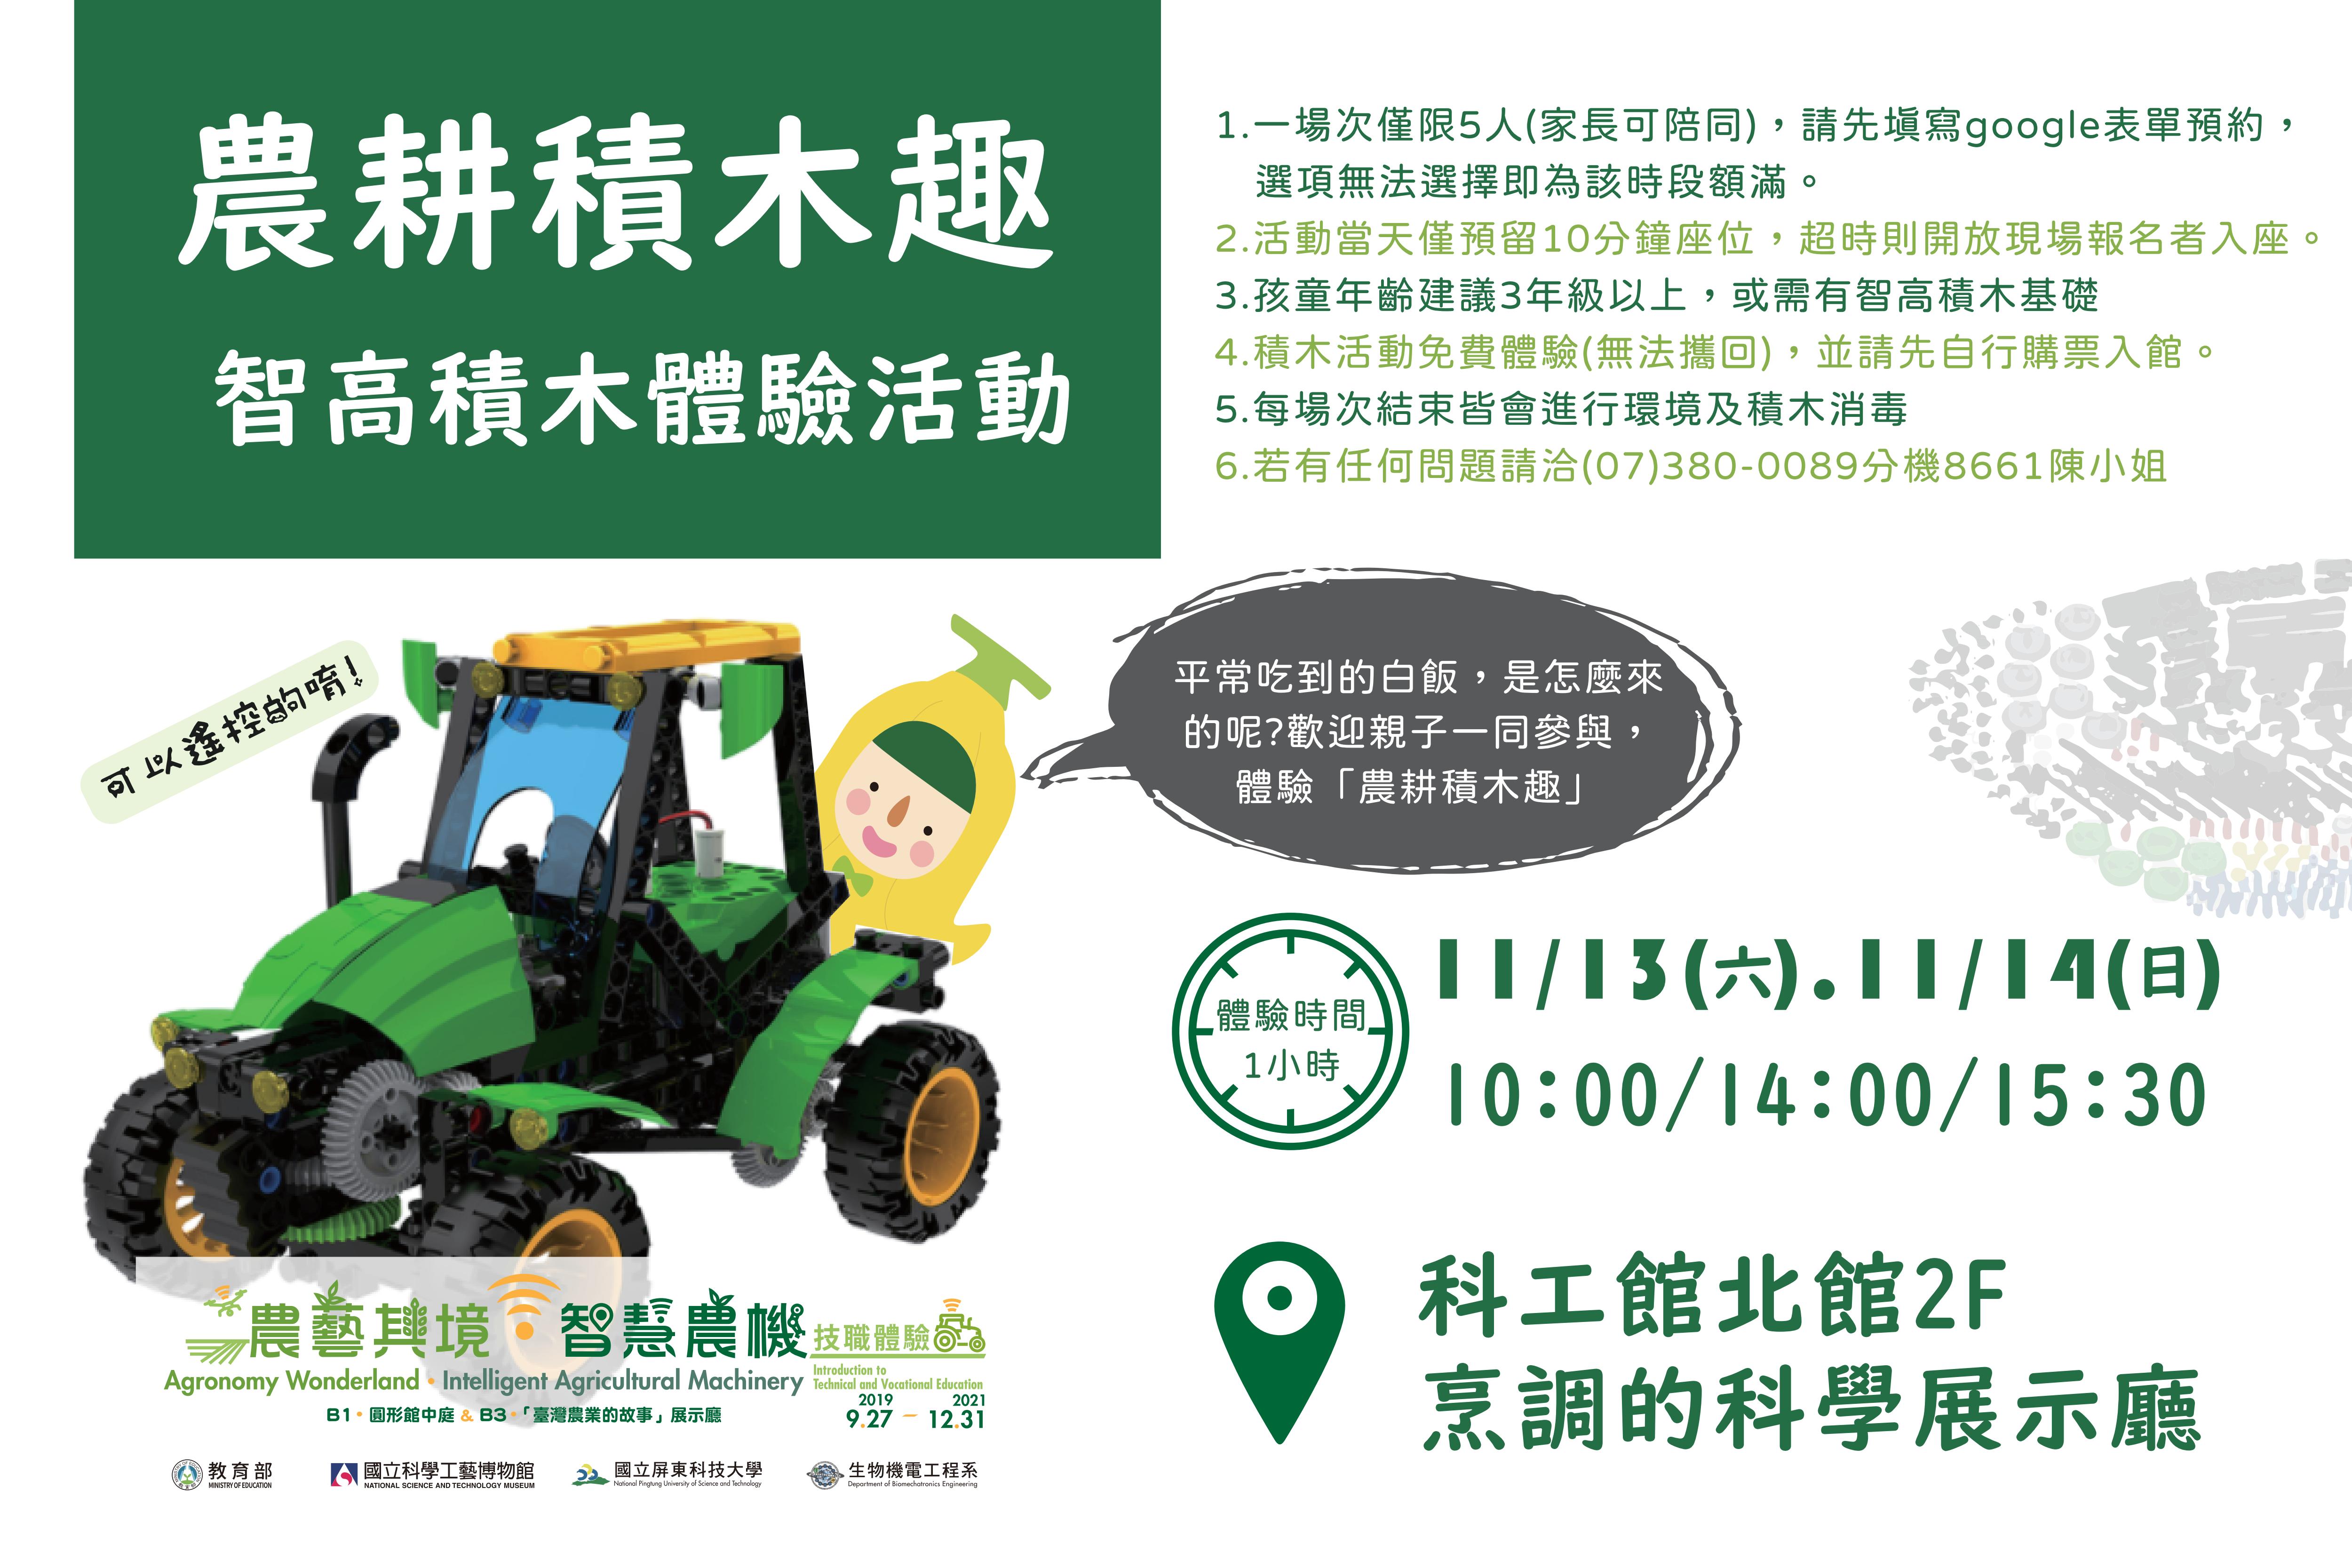 農耕積木趣
智高積木體驗活動
1.一場次僅限5人(家長可陪同)，請先填寫google表單預約，
選項無法選擇即為該時段額滿。
2.活動當天僅預留10分鐘座位，超時則開放現場報名者入座。
3.孩童年齡建議3年級以上，或需有智高積木基礎
4.積木活動免費體驗(無法攜回)，並請先自行購票入館。
5.每場次結束皆會進行環境及積木消毒
6.若有任何問題請洽(07)380-0089分機8661陳小姐
可以遙控的唷!
平常吃到的白飯，是怎麼來
的呢?歡迎親子一同參與，
體驗「農耕積木趣」
體驗時間
1小時
11/13(六).11/14(日)
10:00/14:00/15:30
科工館北館2F
烹調的科學展示廳
農藝其境 智慧農機 技職體驗
Agronomy Wonderland • Intelligent Agricultural Machinery
Introduction to
Technical and Vocational Education
B1•圓形館中庭 & B3•「臺灣農業的故事」展示廳
2019 2021
9.27 – 12.31
教育部
MINISTRY OF EDUCATION
國立科學工藝博物館
NATIONAL SCIENCE AND TECHNOLOGY MUSEUM
國立屏東科技大學
National Pingtung University of Science and Technology
生物機電工程系
Department of Biomechatronics Engineering